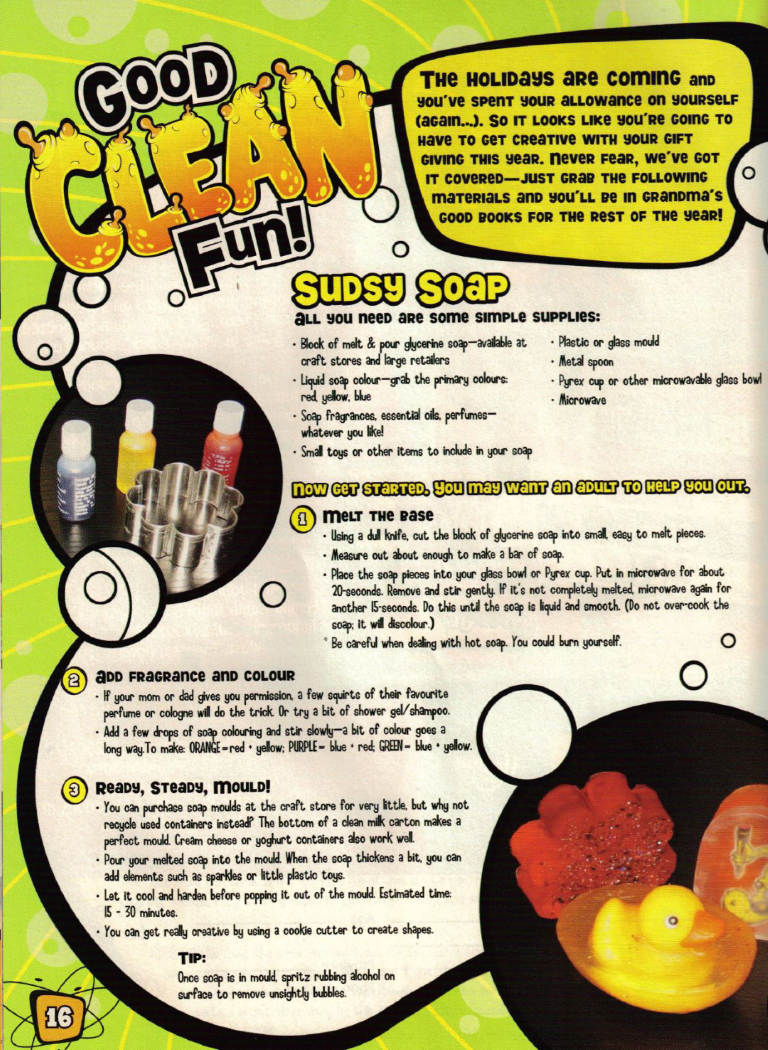 GOOD
CLEAN
Fun!
THE HOLIDAYS ARE COMING AND
YOU'VE SPENT YOUR ALLOWANCE ON YOURSELF
(AGAIN...). SO IT LOOKS LIKE YOU'RE GOING TO
HAVE TO GET CREATIVE WITH YOUR GIFT
GIVING THIS YEAR. NEVER FEAR, WE'VE GOT
IT COVERED—JUST GRAB THE FOLLOWING
MATERIALS AND YOU'LL BE IN GRANDMA'S
GOOD BOOKS FOR THE REST OF THE YEAR!
Sudsy Soap
ALL YOU NEED ARE SOME SIMPLE SUPPLIES:
· Block of melt & pour glycerine soap—available at
craft stores and large retailers
· Liquid soap colour—grab the primary colours:
red, yellow, blue
· Soap fragrances, essential oils, perfumes—
whatever you like!
· Small toys or other items to include in your soap
· Plastic or glass mould
· Metal spoon
· Pyrex cup or other microwavable glass bowl
· Microwave
NOW GET STARTED. YOU MAY WANT AN ADULT TO HELP YOU OUT.
1 MELT THE BASE
· Using a dull knife, cut the block of glycerine soap into small, easy to melt pieces.
· Measure out about enough to make a bar of soap.
· Place the soap pieces into your glass bowl or Pyrex cup. Put in microwave for about
20-seconds. Remove and stir gently. If it's not completely melted, microwave again for
another 15-seconds. Do this until the soap is liquid and smooth. (Do not over-cook the
soap; it will discolour.)
* Be careful when dealing with hot soap. You could burn yourself.
2 ADD FRAGRANCE AND COLOUR
· If your mom or dad gives you permission, a few squirts of their favourite
perfume or cologne will do the trick. Or try a bit of shower gel/shampoo.
· Add a few drops of soap colouring and stir slowly—a bit of colour goes a
long way.To make: ORANGE=red + yellow; PURPLE= blue + red; GREEN= blue + yellow.
3 READY, STEADY, MOULD!
· You can purchase soap moulds at the craft store for very little, but why not
recycle used containers instead? The bottom of a clean milk carton makes a
perfect mould. Cream cheese or yoghurt containers also work well.
· Pour your melted soap into the mould. When the soap thickens a bit, you can
add elements such as sparkles or little plastic toys.
· Let it cool and harden before popping it out of the mould. Estimated time:
15 - 30 minutes.
· You can get really creative by using a cookie cutter to create shapes.
TIP:
Once soap is in mould, spritz rubbing alcohol on
surface to remove unsightly bubbles.
16